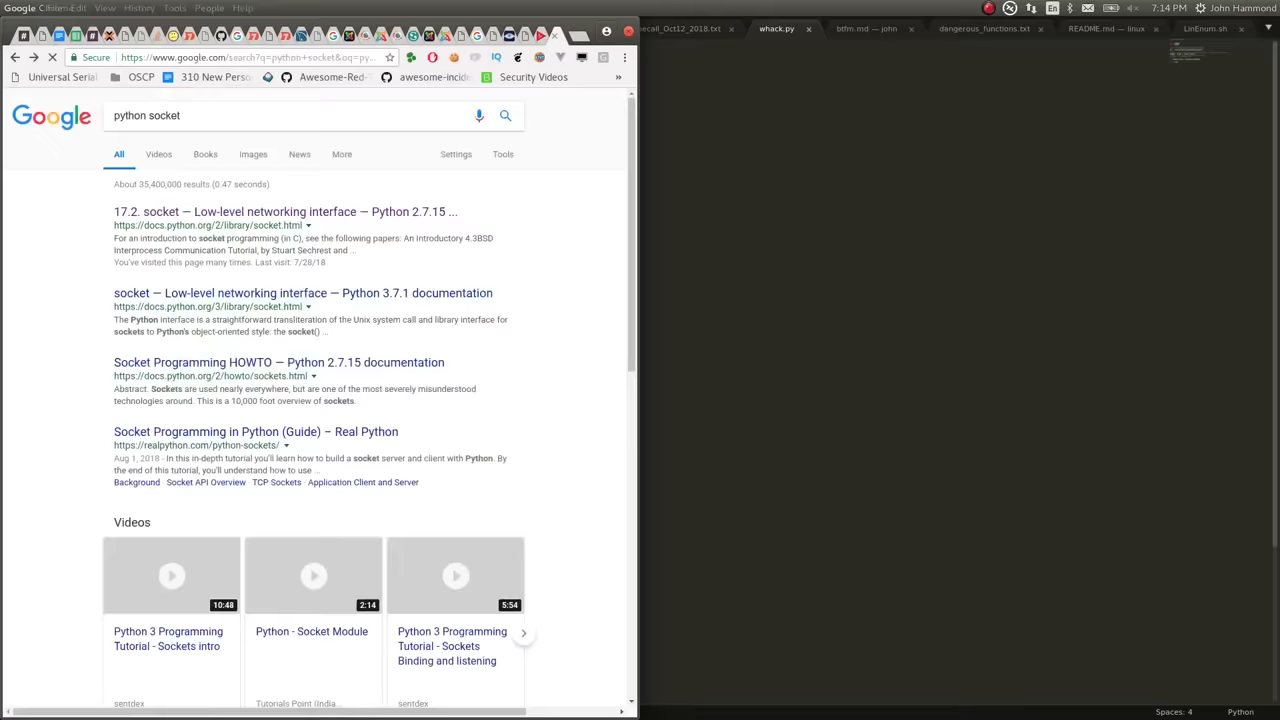 Edit View History Tools People Help
En 7:14 PM John Hammond
ecall_Oct12_2018.txt whack.py btfm.md — john dangerous_functions.txt README.md — linux LinEnum.sh
Secure https://www.google.com/search?q=python+socket&oq=py...
Universal Serial OSCP 310 New Person Awesome-Red-T awesome-incide Security Videos »
Google python socket
All Videos Books Images News More Settings Tools
About 35,400,000 results (0.47 seconds)
17.2. socket — Low-level networking interface — Python 2.7.15 ...
https://docs.python.org/2/library/socket.html
For an introduction to socket programming (in C), see the following papers: An Introductory 4.3BSD
Interprocess Communication Tutorial, by Stuart Sechrest and ...
You've visited this page many times. Last visit: 7/28/18
socket — Low-level networking interface — Python 3.7.1 documentation
https://docs.python.org/3/library/socket.html
The Python interface is a straightforward transliteration of the Unix system call and library interface for
sockets to Python's object-oriented style: the socket() ...
Socket Programming HOWTO — Python 2.7.15 documentation
https://docs.python.org/2/howto/sockets.html
Abstract. Sockets are used nearly everywhere, but are one of the most severely misunderstood
technologies around. This is a 10,000 foot overview of sockets.
Socket Programming in Python (Guide) – Real Python
https://realpython.com/python-sockets/
Aug 1, 2018 - In this in-depth tutorial you'll learn how to build a socket server and client with Python. By
the end of this tutorial, you'll understand how to use ...
Background · Socket API Overview · TCP Sockets · Application Client and Server
Videos
10:48 2:14 5:54
Python 3 Programming
Tutorial - Sockets intro
Python - Socket Module
Python 3 Programming
Tutorial - Sockets
Binding and listening
sentdex Tutorials Point (India... sentdex
Spaces: 4 Python